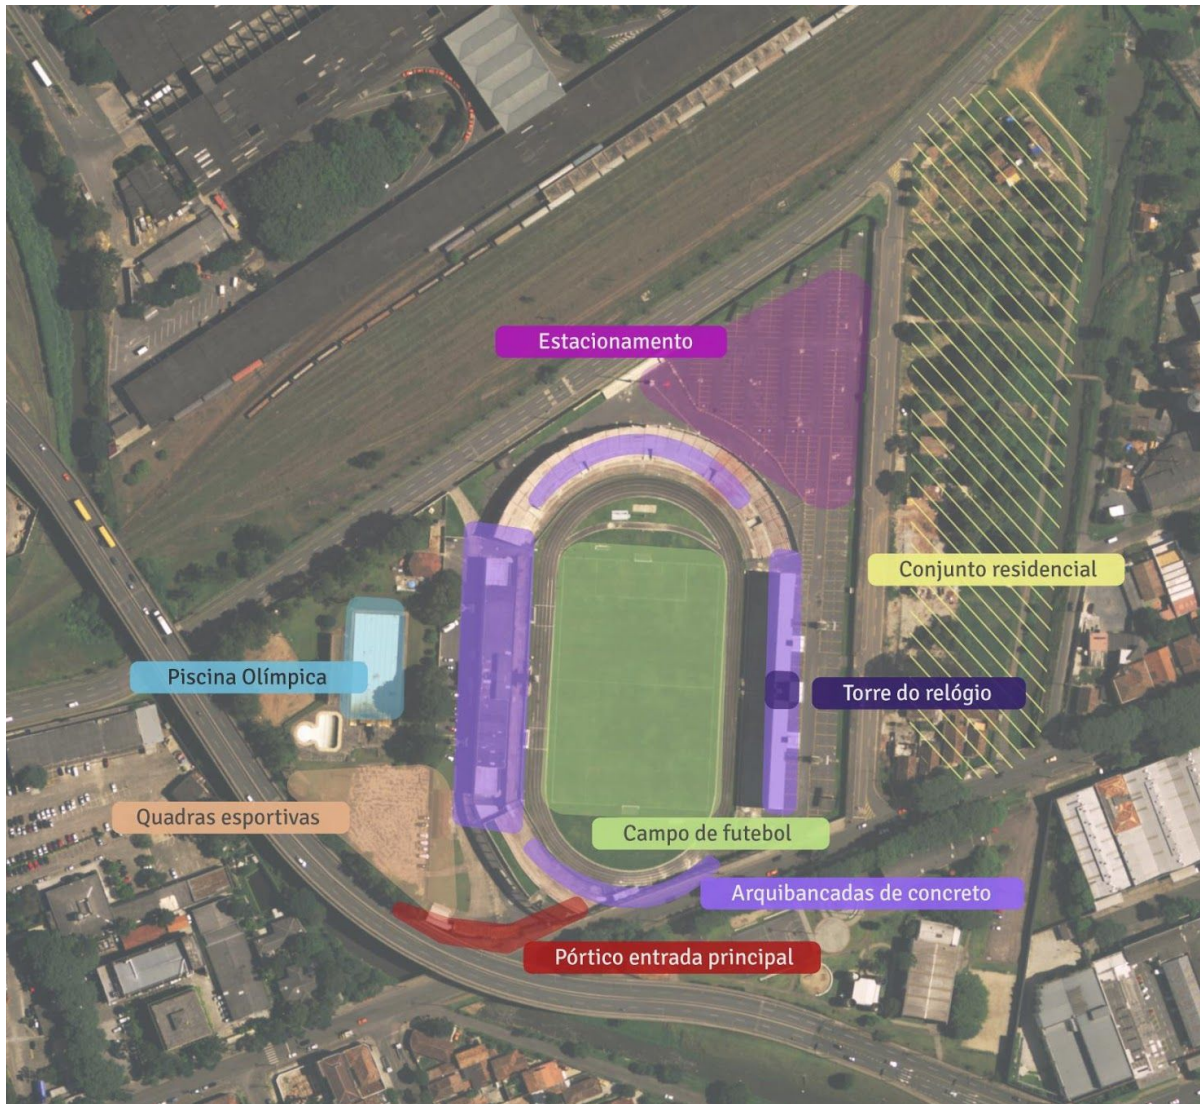 Estacionamento
Conjunto residencial
Piscina Olímpica
Torre do relógio
Quadras esportivas
Campo de futebol
Arquibancadas de concreto
Pórtico entrada principal